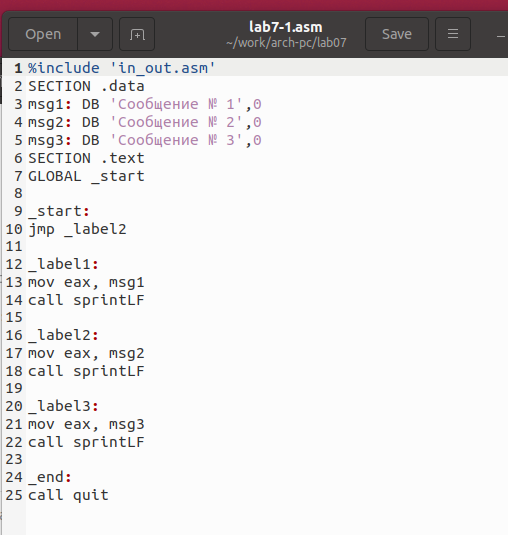 Open
lab7-1.asm
~/work/arch-pc/lab07
Save
1 %include 'in_out.asm'
2 SECTION .data
3 msg1: DB 'Сообщение № 1',0
4 msg2: DB 'Сообщение № 2',0
5 msg3: DB 'Сообщение № 3',0
6 SECTION .text
7 GLOBAL _start
8
9 _start:
10 jmp _label2
11
12 _label1:
13 mov eax, msg1
14 call sprintLF
15
16 _label2:
17 mov eax, msg2
18 call sprintLF
19
20 _label3:
21 mov eax, msg3
22 call sprintLF
23
24 _end:
25 call quit